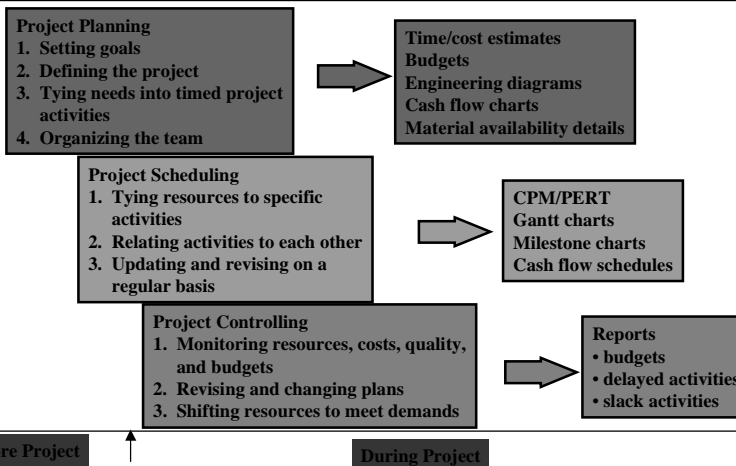 Project Planning
1. Setting goals
2. Defining the project
3. Tying needs into timed project
activities
4. Organizing the team
Time/cost estimates
Budgets
Engineering diagrams
Cash flow charts
Material availability details
Project Scheduling
1. Tying resources to specific
activities
2. Relating activities to each other
3. Updating and revising on a
regular basis
CPM/PERT
Gantt charts
Milestone charts
Cash flow schedules
Project Controlling
1. Monitoring resources, costs, quality,
and budgets
2. Revising and changing plans
3. Shifting resources to meet demands
Reports
• budgets
• delayed activities
• slack activities
re Project
During Project